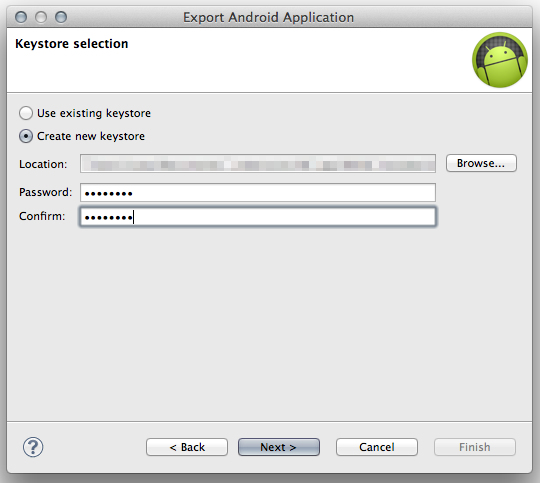 Export Android Application
Keystore selection
Use existing keystore
Create new keystore
Location:
Browse...
Password: ••••••••
Confirm: ••••••••
?
< Back
Next >
Cancel
Finish